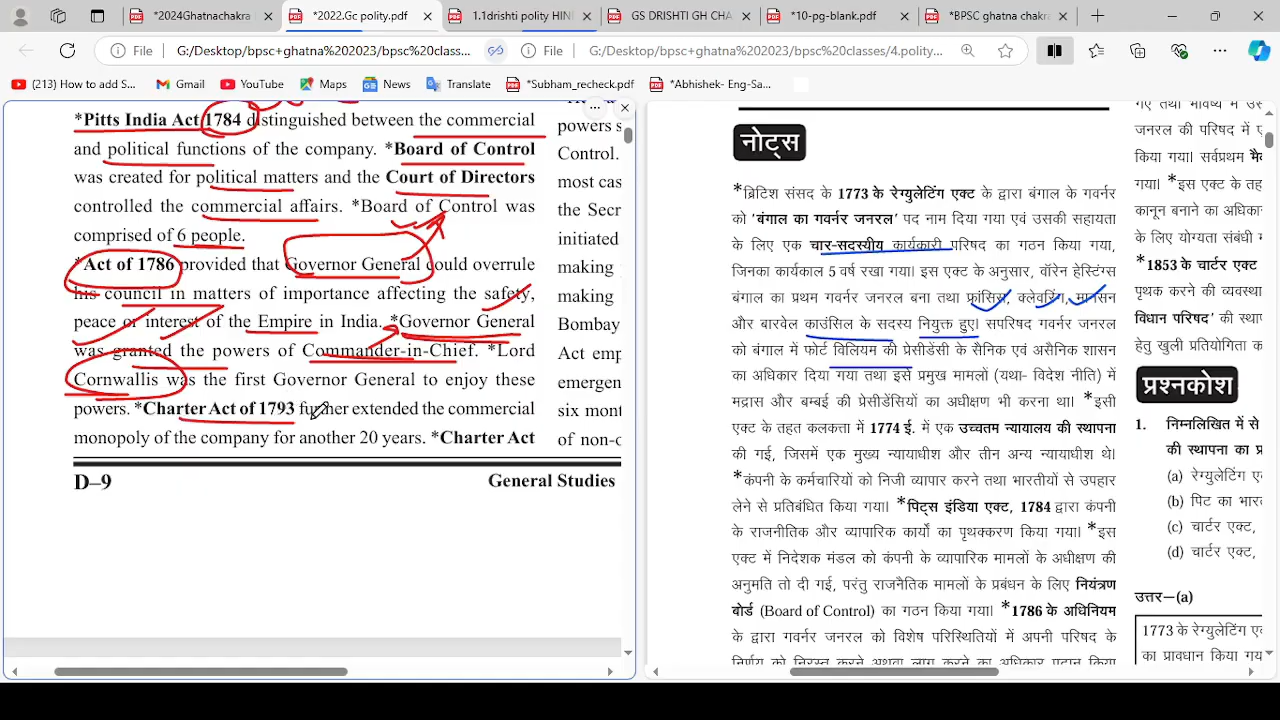 *2024Ghatnachakra
*2022.Gc polity.pdf
1.1drishti polity HIN
GS DRISHTI GH CHA
*10-pg-blank.pdf
*BPSC ghatna chakra
File
G:/Desktop/bpsc+ghatna%202023/bpsc%20class...
File
G:/Desktop/bpsc+ghatna%202023/bpsc%20classes/4.polity...
(213) How to add S...
Gmail
YouTube
Maps
News
Translate
*Subham_recheck.pdf
*Abhishek- Eng-Sa...
*Pitts India Act 1784 distinguished between the commercial
and political functions of the company. *Board of Control
was created for political matters and the Court of Directors
controlled the commercial affairs. *Board of Control was
comprised of 6 people.
*Act of 1786 provided that Governor General could overrule
his council in matters of importance affecting the safety,
peace or interest of the Empire in India. *Governor General
was granted the powers of Commander-in-Chief. *Lord
Cornwallis was the first Governor General to enjoy these
powers. *Charter Act of 1793 further extended the commercial
monopoly of the company for another 20 years. *Charter Act
D–9
General Studies
powers s
Control.
most cas
the Secr
initiated
making
making
Bombay
Act emp
emergen
six mont
of non-c
नोट्स
*ब्रिटिश संसद के 1773 के रेग्युलेटिंग एक्ट के द्वारा बंगाल के गवर्नर
को 'बंगाल का गवर्नर जनरल' पद नाम दिया गया एवं उसकी सहायता
के लिए एक चार-सदस्यीय कार्यकारी परिषद का गठन किया गया,
जिनका कार्यकाल 5 वर्ष रखा गया। इस एक्ट के अनुसार, वॉरेन हेस्टिंग्स
बंगाल का प्रथम गवर्नर जनरल बना तथा फ्रांसिस, क्लेवरिंग, मानसन
और बारवेल काउंसिल के सदस्य नियुक्त हुए। सपरिषद गवर्नर जनरल
को बंगाल में फोर्ट विलियम की प्रेसीडेंसी के सैनिक एवं असैनिक शासन
का अधिकार दिया गया तथा इसे प्रमुख मामलों (यथा- विदेश नीति) में
मद्रास और बम्बई की प्रेसीडेंसियों का अधीक्षण भी करना था। *इसी
एक्ट के तहत कलकत्ता में 1774 ई. में एक उच्चतम न्यायालय की स्थापना
की गई, जिसमें एक मुख्य न्यायाधीश और तीन अन्य न्यायाधीश थे।
*कंपनी के कर्मचारियों को निजी व्यापार करने तथा भारतीयों से उपहार
लेने से प्रतिबंधित किया गया। *पिट्स इंडिया एक्ट, 1784 द्वारा कंपनी
के राजनीतिक और व्यापारिक कार्यों का पृथक्करण किया गया। *इस
एक्ट में निदेशक मंडल को कंपनी के व्यापारिक मामलों के अधीक्षण की
अनुमति तो दी गई, परंतु राजनैतिक मामलों के प्रबंधन के लिए नियंत्रण
बोर्ड (Board of Control) का गठन किया गया। *1786 के अधिनियम
के द्वारा गवर्नर जनरल को विशेष परिस्थितियों में अपनी परिषद के
निर्णय को निरस्त करने अथवा लागू करने का अधिकार प्रदान किया
गए तथा भविष्य में उस
जनरल की परिषद में ए
किया गया। सर्वप्रथम मै
गया। *इस एक्ट के तह
कानून बनाने का अधिकार
के लिए योग्यता संबंधी म
*1853 के चार्टर एक्ट
पृथक करने की व्यवस्था
विधान परिषद' की स्थाप
हेतु खुली प्रतियोगिता क
प्रश्नकोश
1. निम्नलिखित में से
की स्थापना का प्र
(a) रेग्युलेटिंग ए
(b) पिट का भारत
(c) चार्टर एक्ट,
(d) चार्टर एक्ट,
उत्तर–(a)
1773 के रेग्युलेटिंग ए
का प्रावधान किया गय